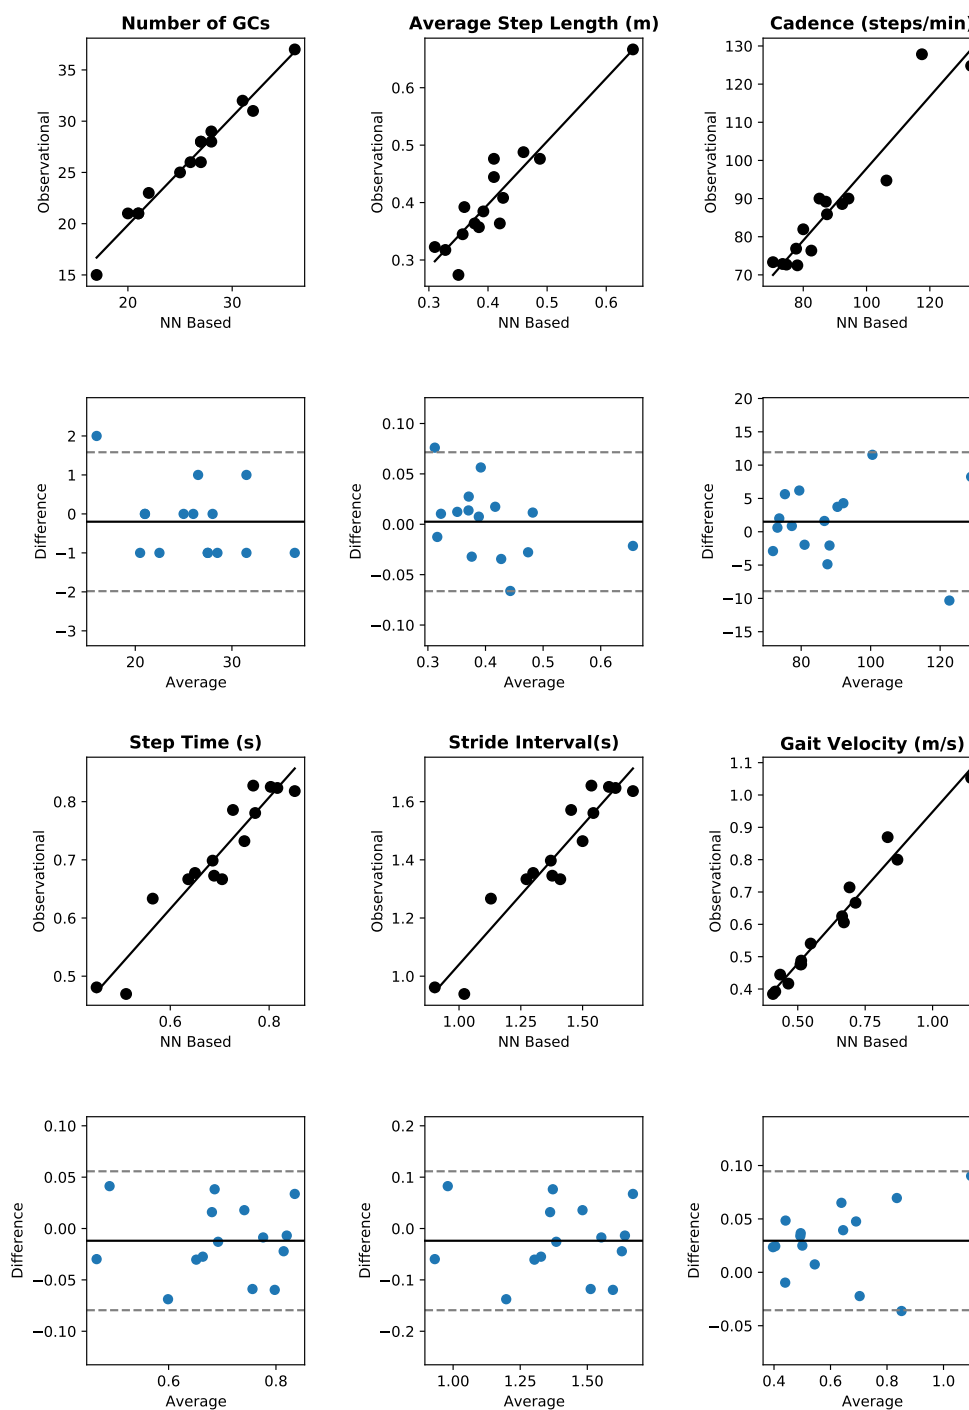 Number of GCs
Average Step Length (m)
Cadence (steps/min)
35
30
25
20
15
Observational
20 30
NN Based
0.6
0.5
0.4
0.3
Observational
0.3 0.4 0.5 0.6
NN Based
130
120
110
100
90
80
70
Observational
80 100 120
NN Based
2
1
0
−1
−2
−3
Difference
20 30
Average
0.10
0.05
0.00
−0.05
−0.10
Difference
0.3 0.4 0.5 0.6
Average
20
15
10
5
0
−5
−10
−15
Difference
80 100 120
Average
Step Time (s)
Stride Interval(s)
Gait Velocity (m/s)
0.8
0.7
0.6
0.5
Observational
0.6 0.8
NN Based
1.6
1.4
1.2
1.0
Observational
1.00 1.25 1.50
NN Based
1.1
1.0
0.9
0.8
0.7
0.6
0.5
0.4
Observational
0.50 0.75 1.00
NN Based
0.10
0.05
0.00
−0.05
−0.10
Difference
0.6 0.8
Average
0.2
0.1
0.0
−0.1
−0.2
Difference
1.00 1.25 1.50
Average
0.10
0.05
0.00
−0.05
Difference
0.4 0.6 0.8 1.0
Average